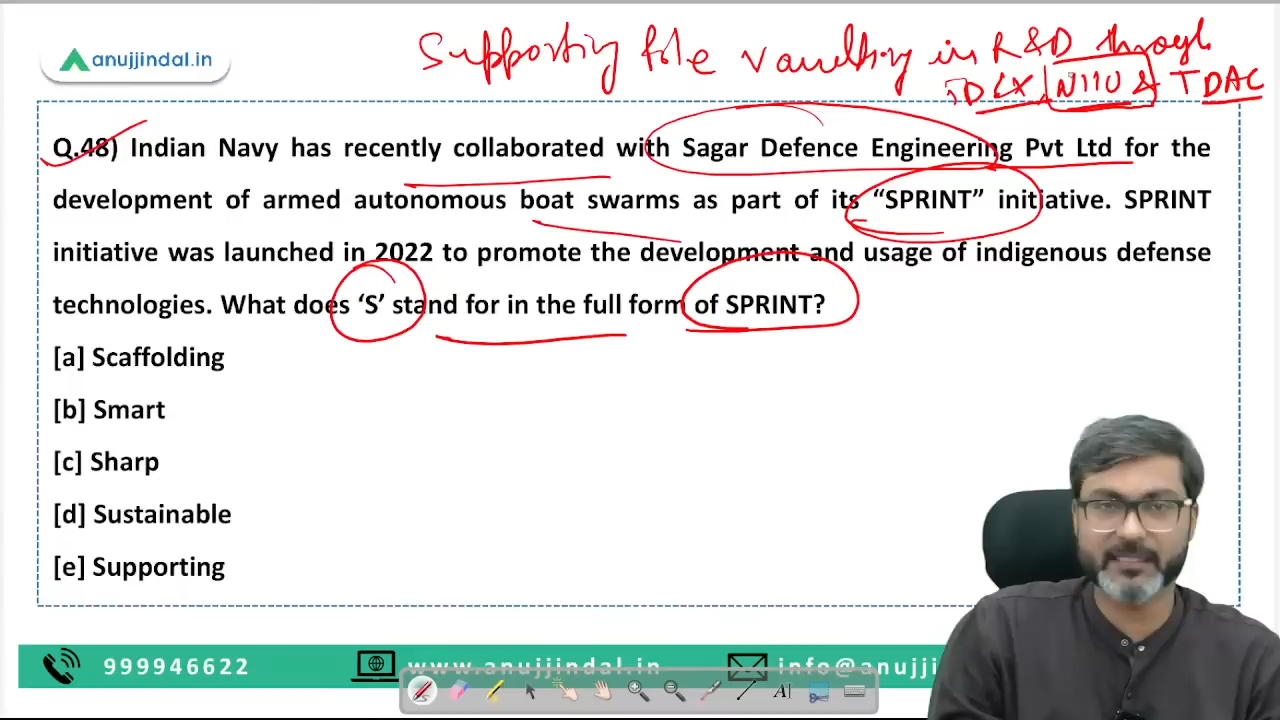 anujjindal.in
Supporting Pole Vaulting in R&D through
iDEX, NIIO & TDAC
Q.48) Indian Navy has recently collaborated with Sagar Defence Engineering Pvt Ltd for the
development of armed autonomous boat swarms as part of its “SPRINT” initiative. SPRINT
initiative was launched in 2022 to promote the development and usage of indigenous defense
technologies. What does ‘S’ stand for in the full form of SPRINT?
[a] Scaffolding
[b] Smart
[c] Sharp
[d] Sustainable
[e] Supporting
999946622
www.anujjindal.in
info@anujji
A